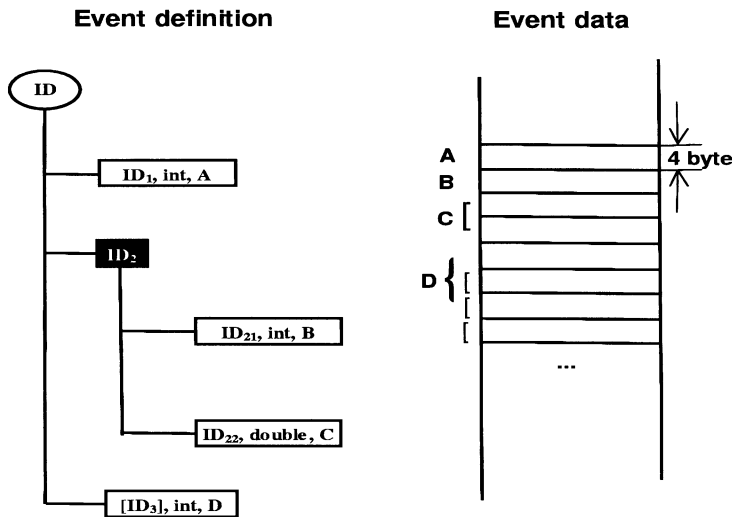 Event definition
ID
ID₁, int, A
ID₂
ID₂₁, int, B
ID₂₂, double, C
[ID₃], int, D
Event data
A
4 byte
B
C [
D {
[
[
[
...